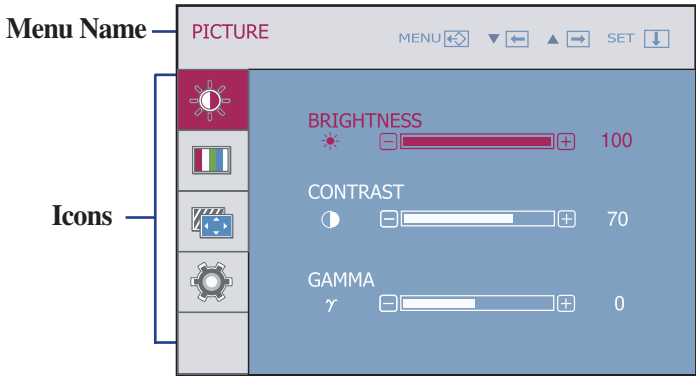 Menu Name
PICTURE MENU ▼ ▲ SET
BRIGHTNESS
100
CONTRAST
70
Icons
GAMMA
γ 0